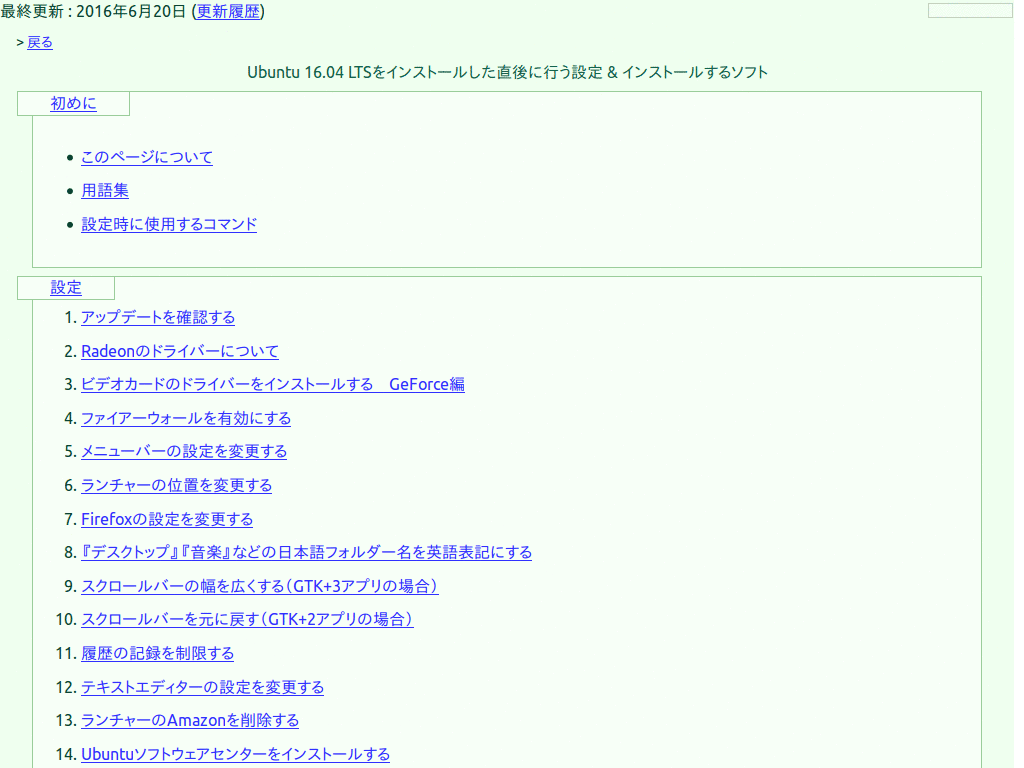 最終更新 : 2016年6月20日 (更新履歴)
> 戻る
Ubuntu 16.04 LTSをインストールした直後に行う設定 & インストールするソフト
初めに
• このページについて
• 用語集
• 設定時に使用するコマンド
設定
1. アップデートを確認する
2. Radeonのドライバーについて
3. ビデオカードのドライバーをインストールする　GeForce編
4. ファイアーウォールを有効にする
5. メニューバーの設定を変更する
6. ランチャーの位置を変更する
7. Firefoxの設定を変更する
8. 『デスクトップ』『音楽』などの日本語フォルダー名を英語表記にする
9. スクロールバーの幅を広くする（GTK+3アプリの場合）
10. スクロールバーを元に戻す（GTK+2アプリの場合）
11. 履歴の記録を制限する
12. テキストエディターの設定を変更する
13. ランチャーのAmazonを削除する
14. Ubuntuソフトウェアセンターをインストールする